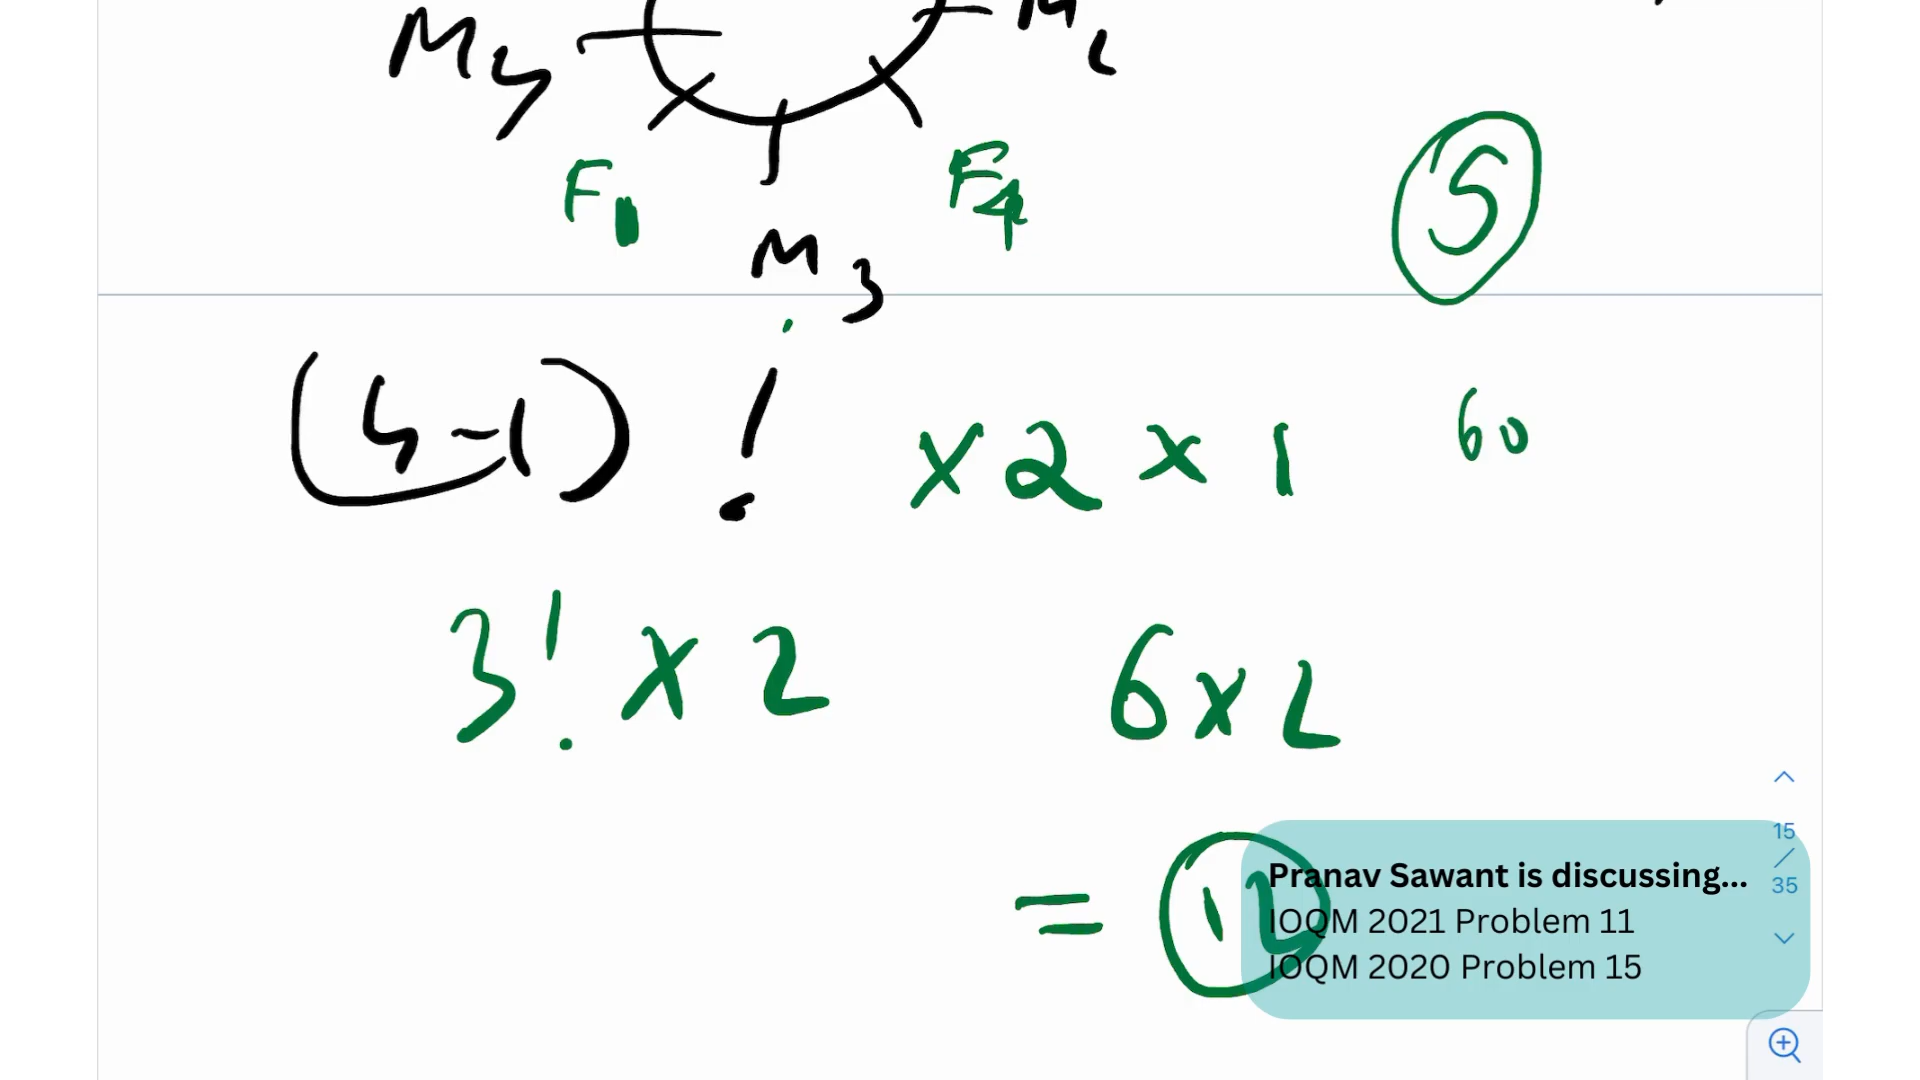 M4
M2
F1
F4
5
M3
(4-1)! x 2 x 1
60
3! x 2
6 x 2
= 12
15
/
35
Pranav Sawant is discussing...
IOQM 2021 Problem 11
IOQM 2020 Problem 15